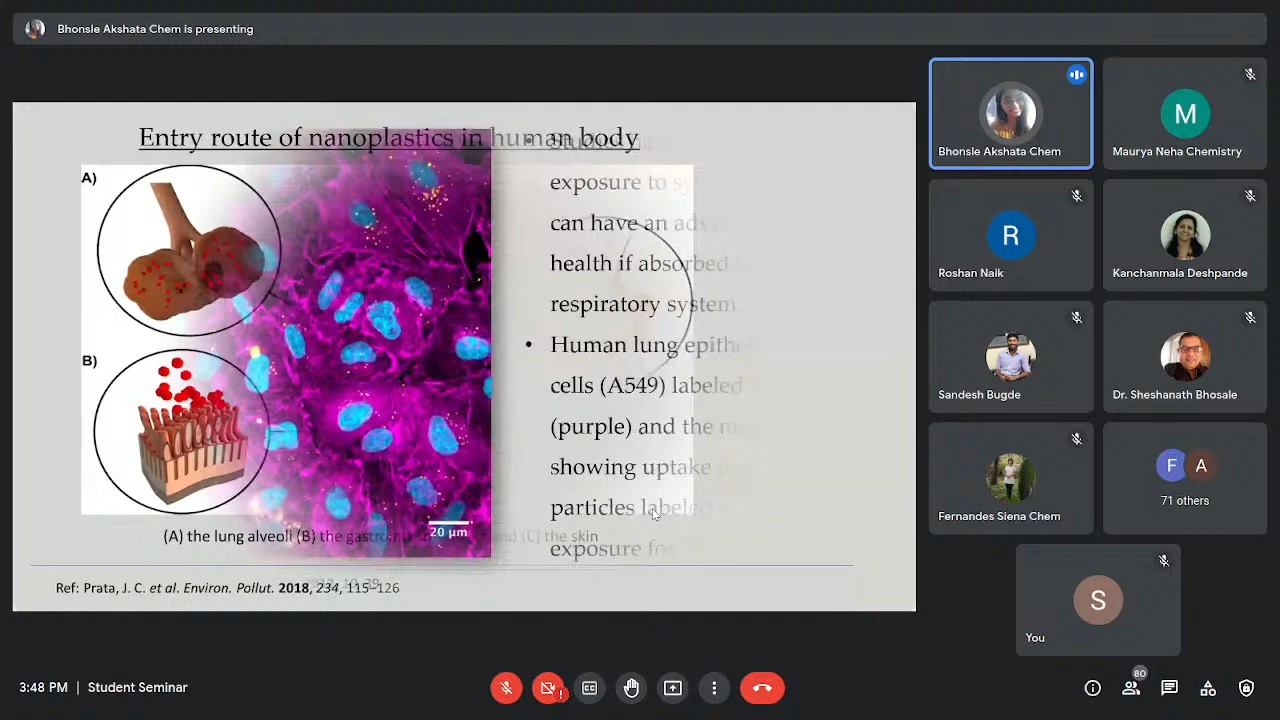 Bhonsle Akshata Chem is presenting
Entry route of nanoplastics in human body
A)
B)
exposure to
can have an
health if absorbed
respiratory system
• Human lung
cells (A549) labeled
(purple) and the
showing uptake
particles
exposure
20 µm
(A) the lung alveoli (B) the and (C) the skin
Ref: Prata, J. C. et al. Environ. Pollut. 2018, 234, 115–126
Bhonsle Akshata Chem
M
Maurya Neha Chemistry
R
Roshan Naik
Kanchanmala Deshpande
Sandesh Bugde
Dr. Sheshanath Bhosale
Fernandes Siena Chem
F A
71 others
S
You
3:48 PM | Student Seminar
CC
80